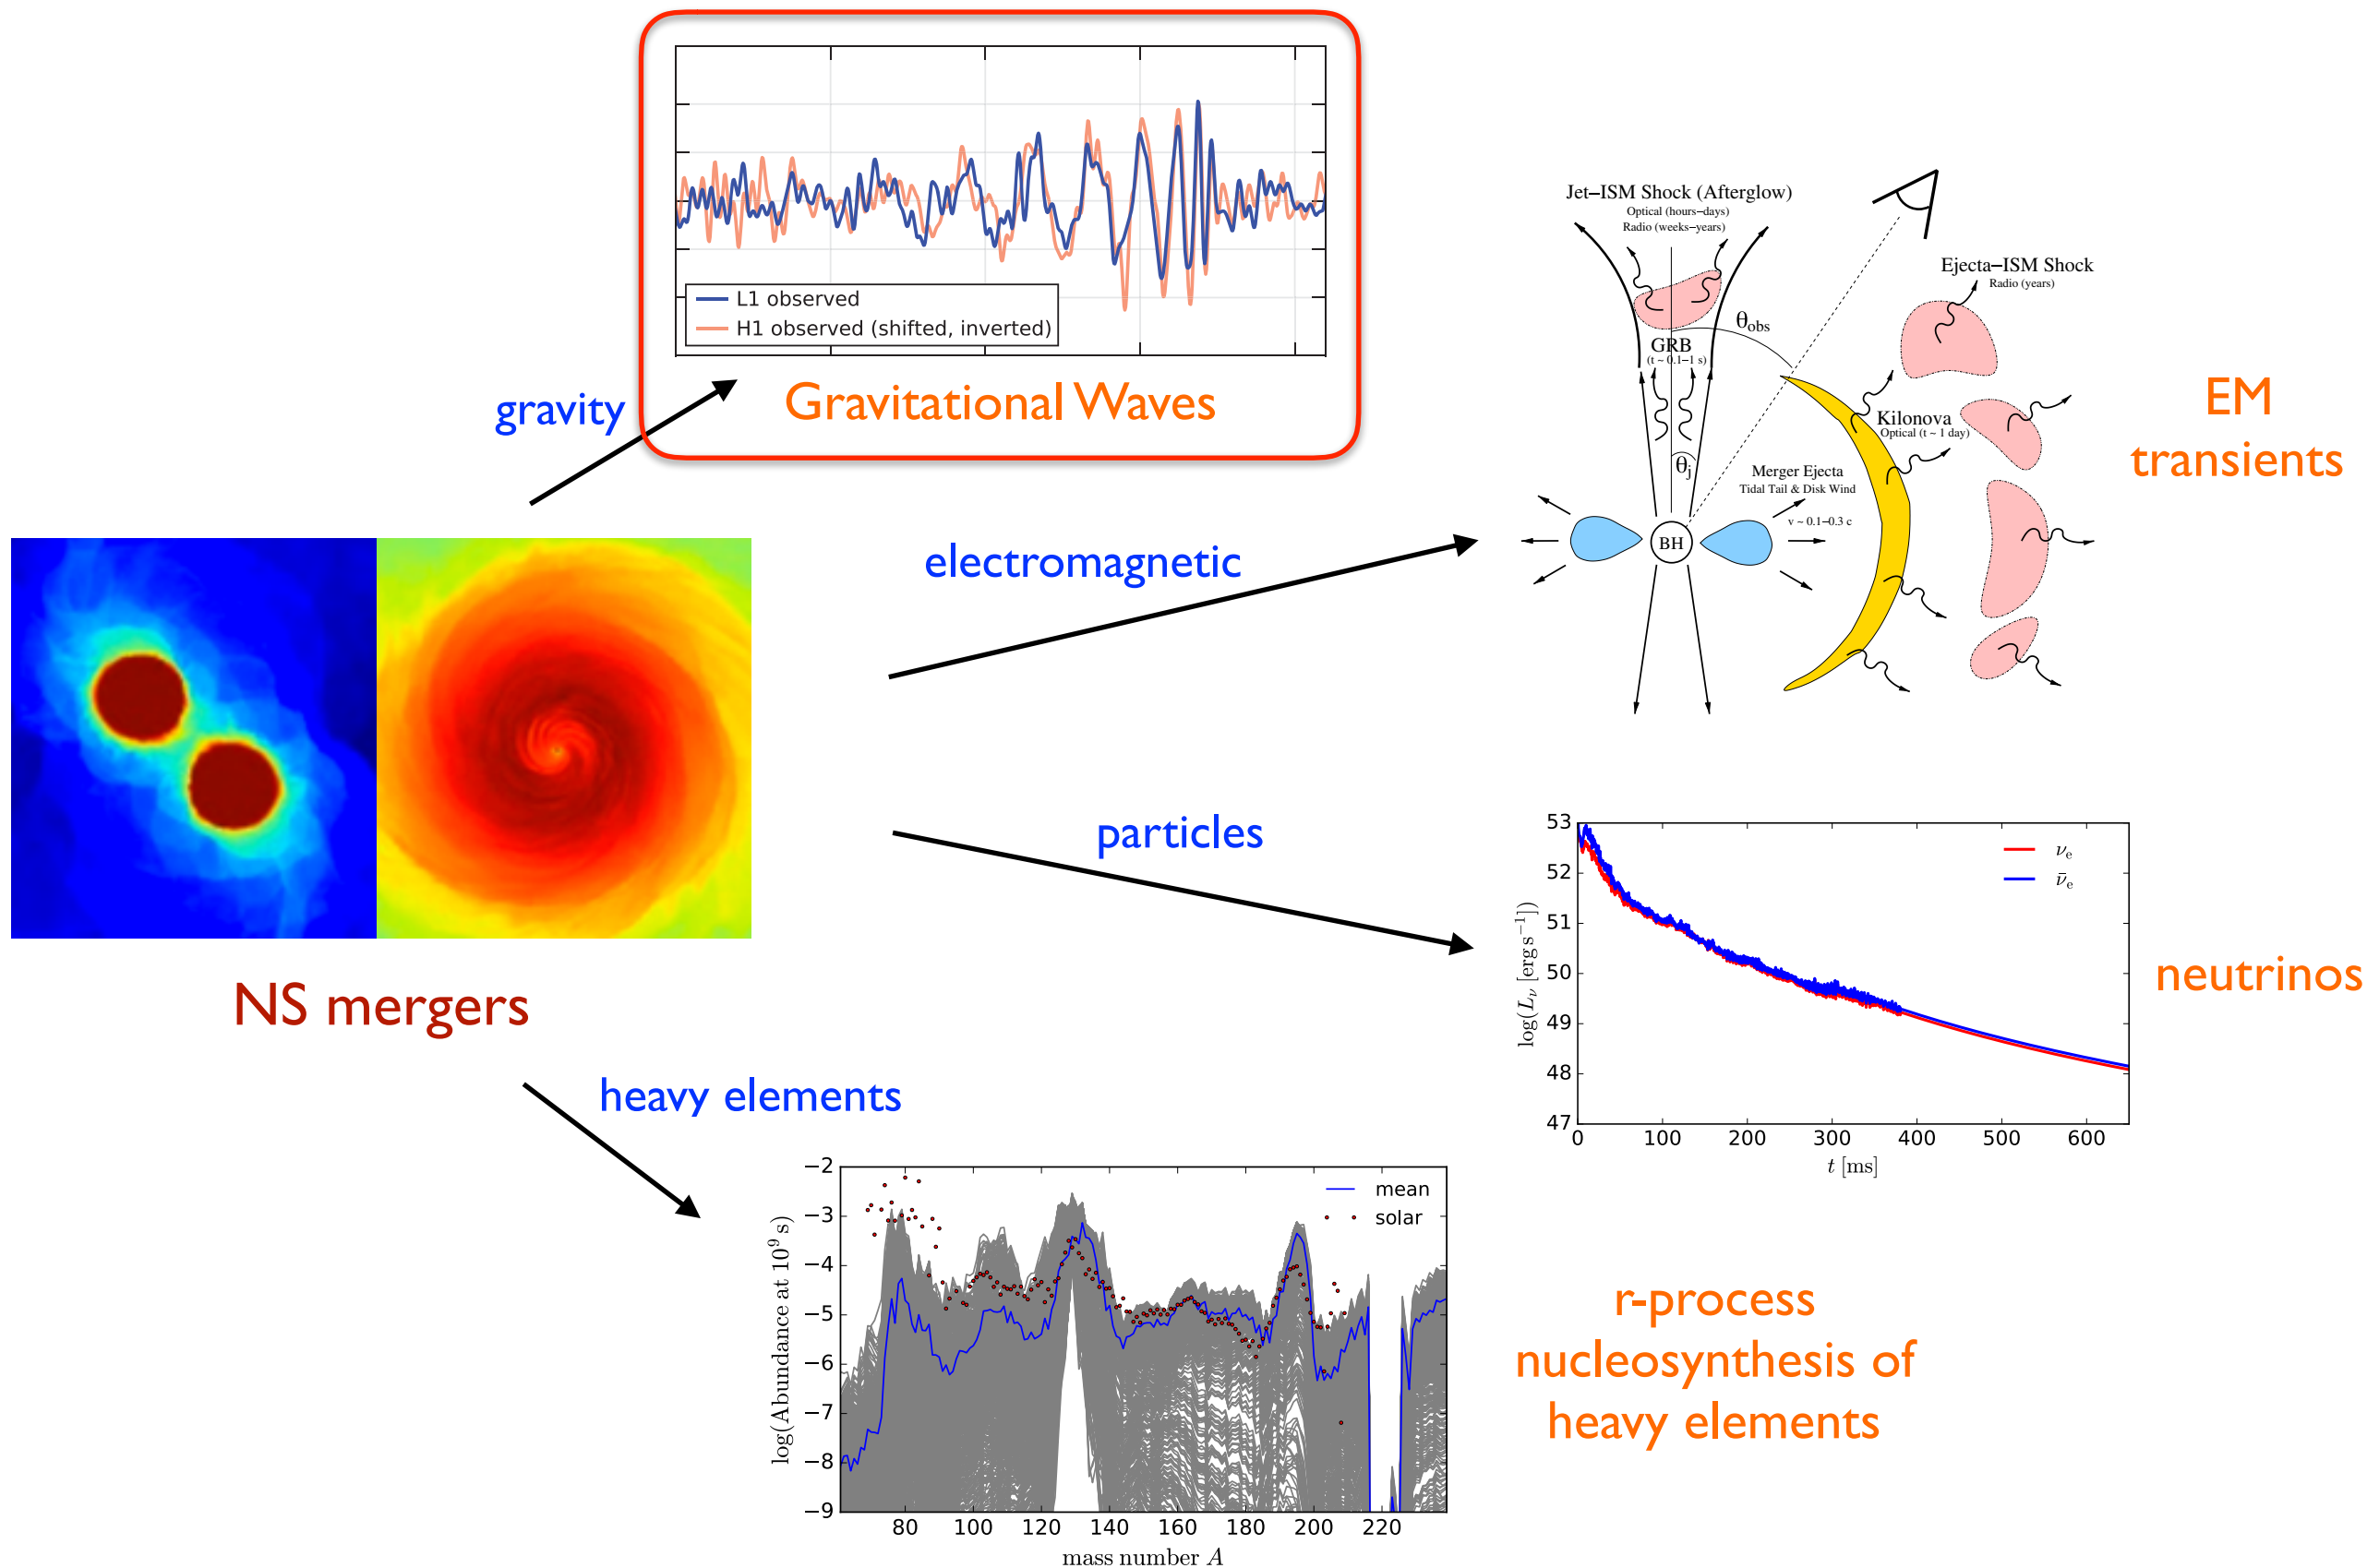 L1 observed
H1 observed (shifted, inverted)
gravity
Gravitational Waves
Jet–ISM Shock (Afterglow)
Optical (hours–days)
Radio (weeks–years)
Ejecta–ISM Shock
Radio (years)
θobs
GRB
(t ~ 0.1–1 s)
Kilonova
Optical (t ~ 1 day)
θj
Merger Ejecta
Tidal Tail & Disk Wind
v ~ 0.1–0.3 c
BH
EM
transients
electromagnetic
particles
NS mergers
53
52
51
50
49
48
47
log(Lν [erg s⁻¹])
νe
ν̄e
0 100 200 300 400 500 600
t [ms]
neutrinos
heavy elements
−2
−3
−4
−5
−6
−7
−8
−9
log(Abundance at 10⁹ s)
mean
solar
80 100 120 140 160 180 200 220
mass number A
r-process
nucleosynthesis of
heavy elements